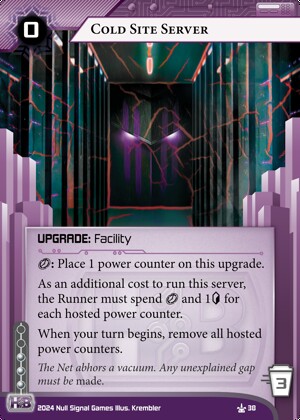 0
COLD SITE SERVER
UPGRADE: Facility
: Place 1 power counter on this upgrade.
As an additional cost to run this server,
the Runner must spend and 1 for
each hosted power counter.
When your turn begins, remove all hosted
power counters.
The Net abhors a vacuum. Any unexplained gap
must be made.
3
HB
2024 Null Signal Games Illus. Krembler
38